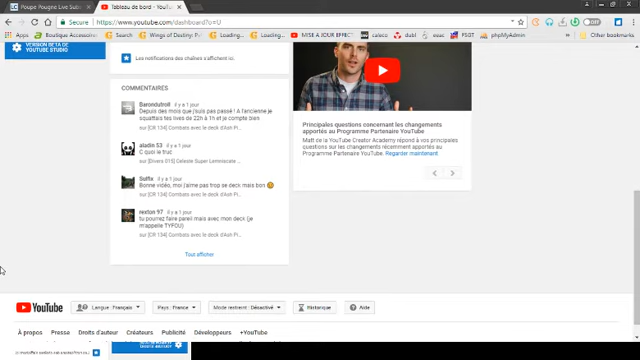 Poupe Pougne Live Sub
Tableau de bord - YouT
https://www.youtube.com/dashboard?o=U
Apps
Boutique Accessoires
Search
Wings of Destiny: Pyr
Loading...
Loading...
MISE A JEOR EFFECT
caleco
dubl
esac
FSGT
phpMyAdmin
Other bookmarks
VERSION BETA DE
YOUTUBE STUDIO
Les notifications des chaînes s'affichent ici.
COMMENTAIRES
Barondutroll il y a 1 jour
Depuis des mois que j'suis pas passé ! A l'ancienne je
squattais tes lives de 22h à 1h et je compte bien
sur [CR 134] Combats avec le deck d'Ash Pi...
aladin 53 il y a 1 jour
C quoi le truc
sur [Divers 015] Celeste Super Lemonsiale ...
Suffix il y a 1 jour
Bonne vidéo, moi j'aime pas trop se deck mais bon
sur [CR 134] Combats avec le deck d'Ash Pi...
rexton 97 il y a 1 jour
tu pourrez faire pareil mais avec mon deck (je
m'appelle TYFOU)
sur [CR 134] Combats avec le deck d'Ash Pi...
Tout afficher
Principales questions concernant les changements
apportés au Programme Partenaire YouTube
Matt de la YouTube Creator Academy répond à vos principales
questions sur les changements récemment apportés au
Programme Partenaire YouTube. Regarder maintenant
YouTube
Langue : Français
Pays : France
Mode restreint : Désactivé
Historique
Aide
À propos
Presse
Droits d'auteur
Créateurs
Publicité
Développeurs
+YouTube